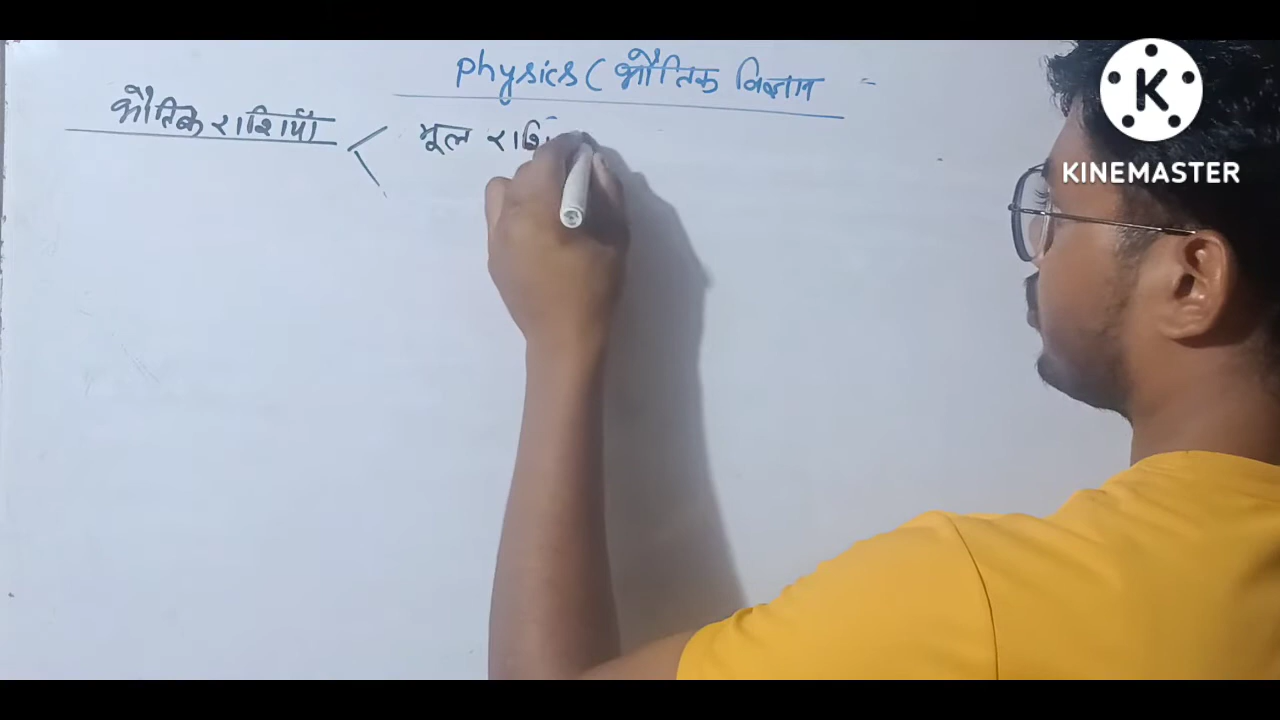 Physics ( भौतिक विज्ञान =
भौतिक राशियाँ
मूल
K
KINEMASTER